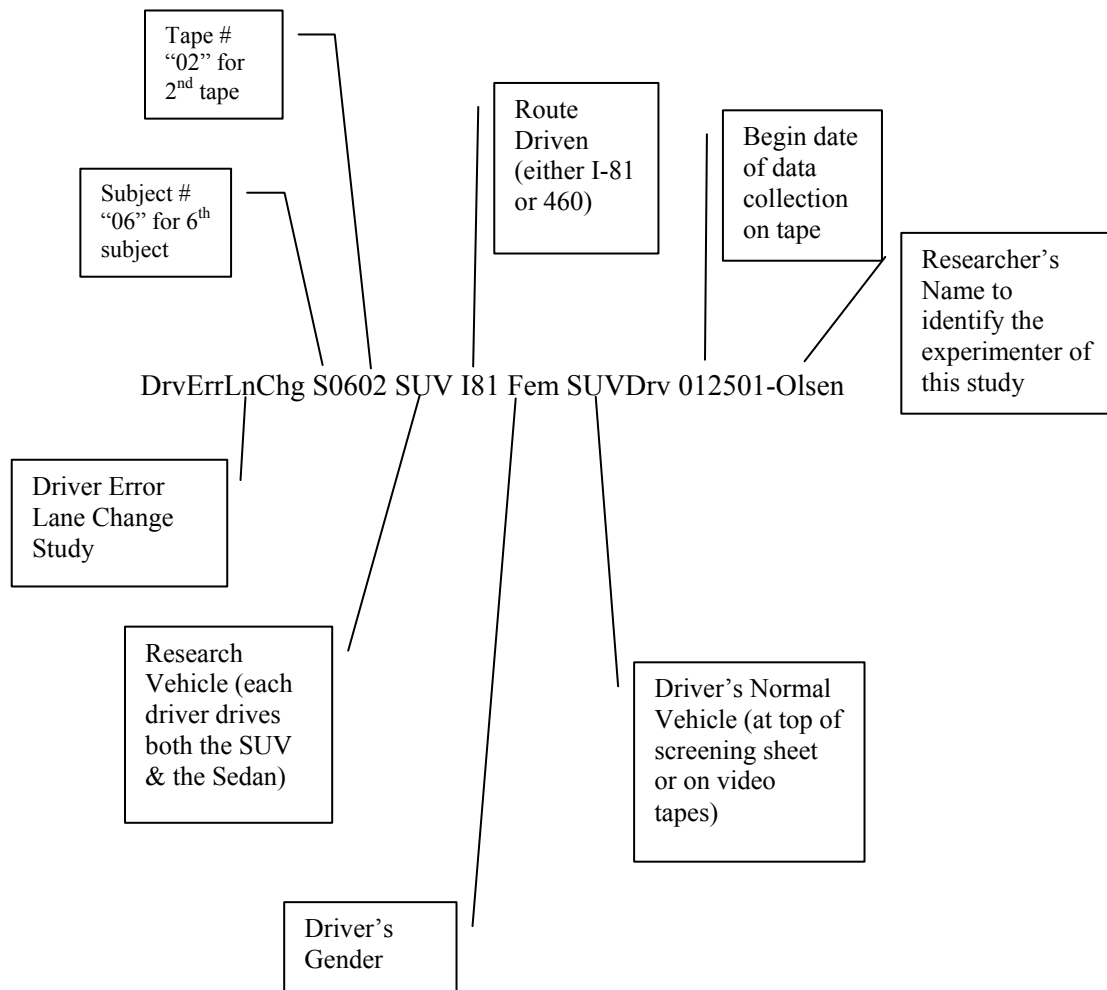 Tape #
“02” for
2nd tape
Route
Driven
(either I-81
or 460)
Begin date
of data
collection
on tape
Subject #
“06” for 6th
subject
Researcher’s
Name to
identify the
experimenter of
this study
DrvErrLnChg S0602 SUV I81 Fem SUVDrv 012501-Olsen
Driver Error
Lane Change
Study
Research
Vehicle (each
driver drives
both the SUV
& the Sedan)
Driver’s Normal
Vehicle (at top of
screening sheet
or on video
tapes)
Driver’s
Gender